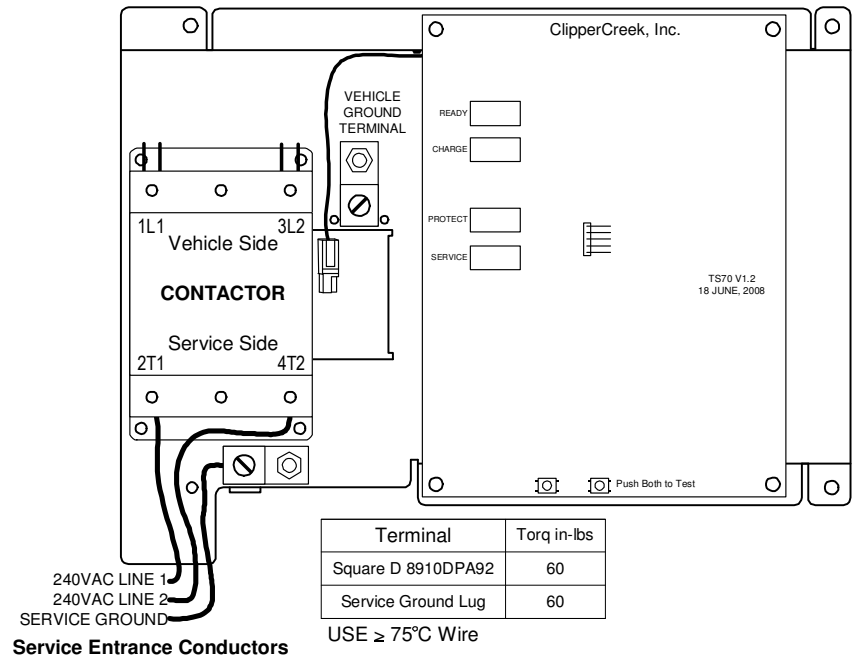 ClipperCreek, Inc.
VEHICLE
GROUND
TERMINAL
READY
CHARGE
PROTECT
SERVICE
TS70 V1.2
18 JUNE, 2008
1L1
3L2
Vehicle Side
CONTACTOR
Service Side
2T1
4T2
Push Both to Test
Terminal Torq in-lbs
Square D 8910DPA92 60
Service Ground Lug 60
USE ≥ 75°C Wire
240VAC LINE 1
240VAC LINE 2
SERVICE GROUND
Service Entrance Conductors